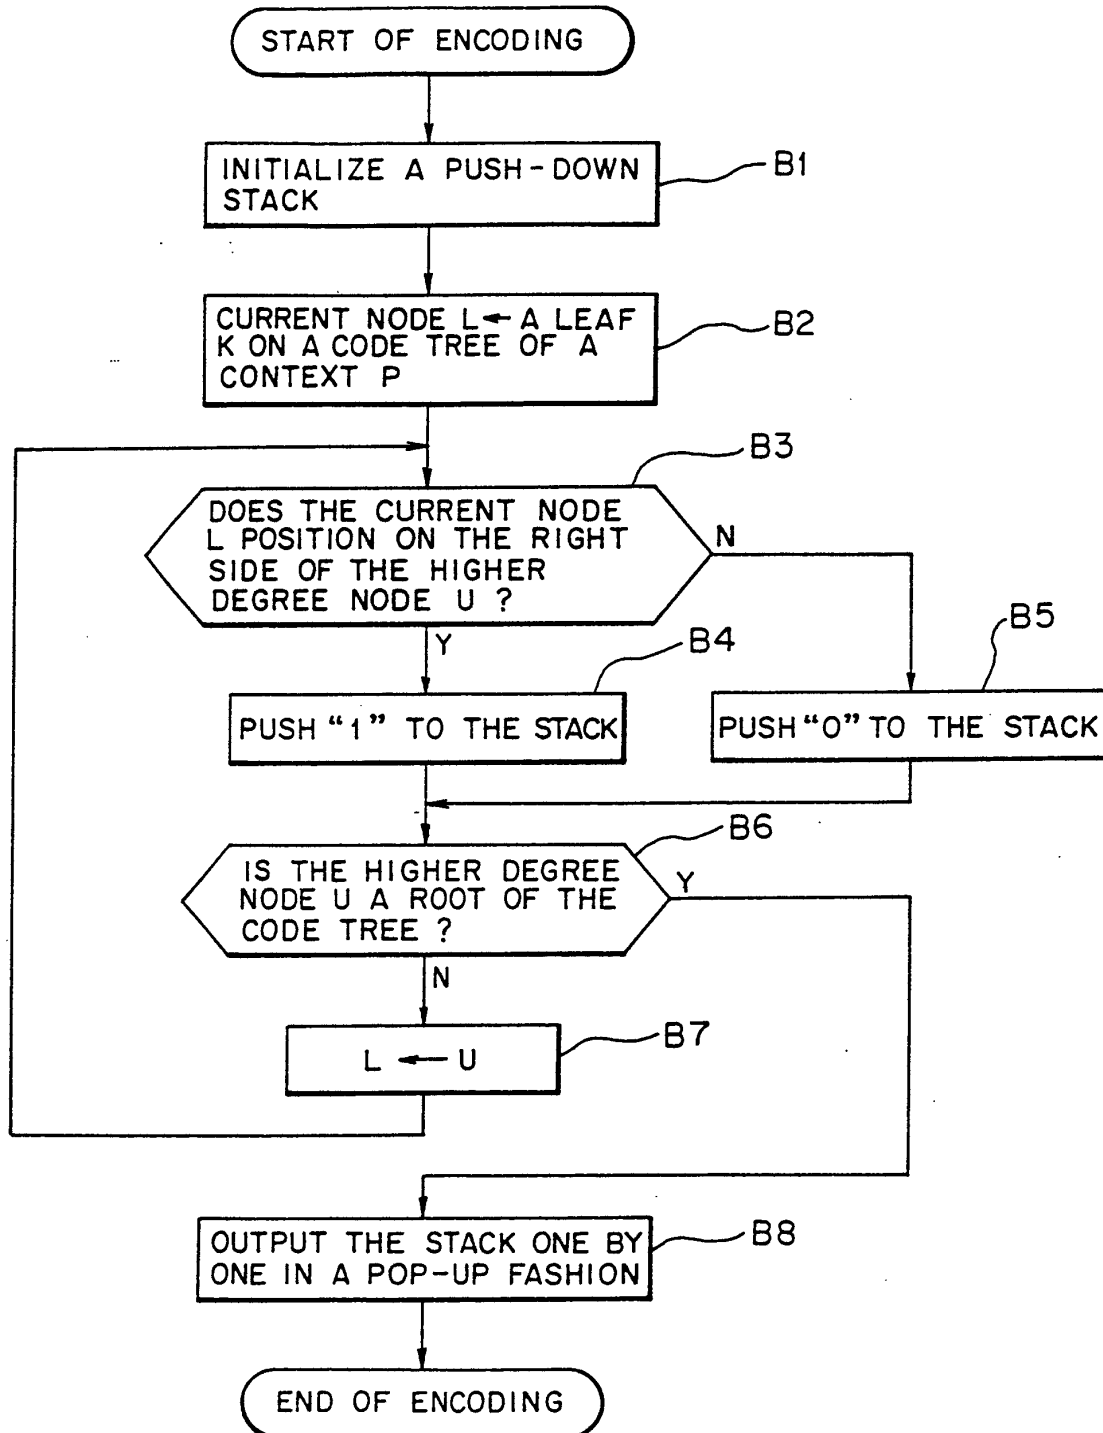 START OF ENCODING
INITIALIZE A PUSH-DOWN
STACK
B1
CURRENT NODE L ← A LEAF
K ON A CODE TREE OF A
CONTEXT P
B2
B3
DOES THE CURRENT NODE
L POSITION ON THE RIGHT
SIDE OF THE HIGHER
DEGREE NODE U ?
N
Y
B4
B5
PUSH "1" TO THE STACK
PUSH "0" TO THE STACK
B6
IS THE HIGHER DEGREE
NODE U A ROOT OF THE
CODE TREE ?
Y
N
B7
L ← U
B8
OUTPUT THE STACK ONE BY
ONE IN A POP-UP FASHION
END OF ENCODING